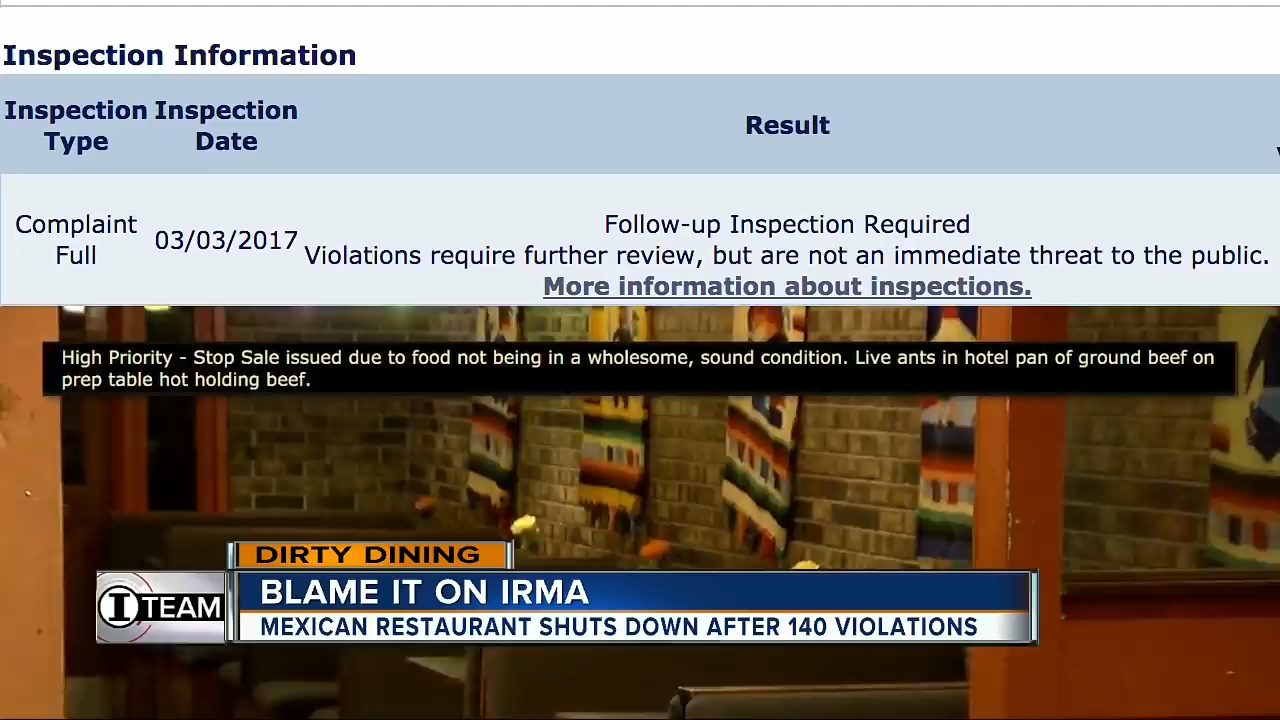 Inspection Information
Inspection Inspection
Type Date Result
Complaint
Full
03/03/2017
Follow-up Inspection Required
Violations require further review, but are not an immediate threat to the public.
More information about inspections.
High Priority - Stop Sale issued due to food not being in a wholesome, sound condition. Live ants in hotel pan of ground beef on
prep table hot holding beef.
DIRTY DINING
I TEAM
BLAME IT ON IRMA
MEXICAN RESTAURANT SHUTS DOWN AFTER 140 VIOLATIONS